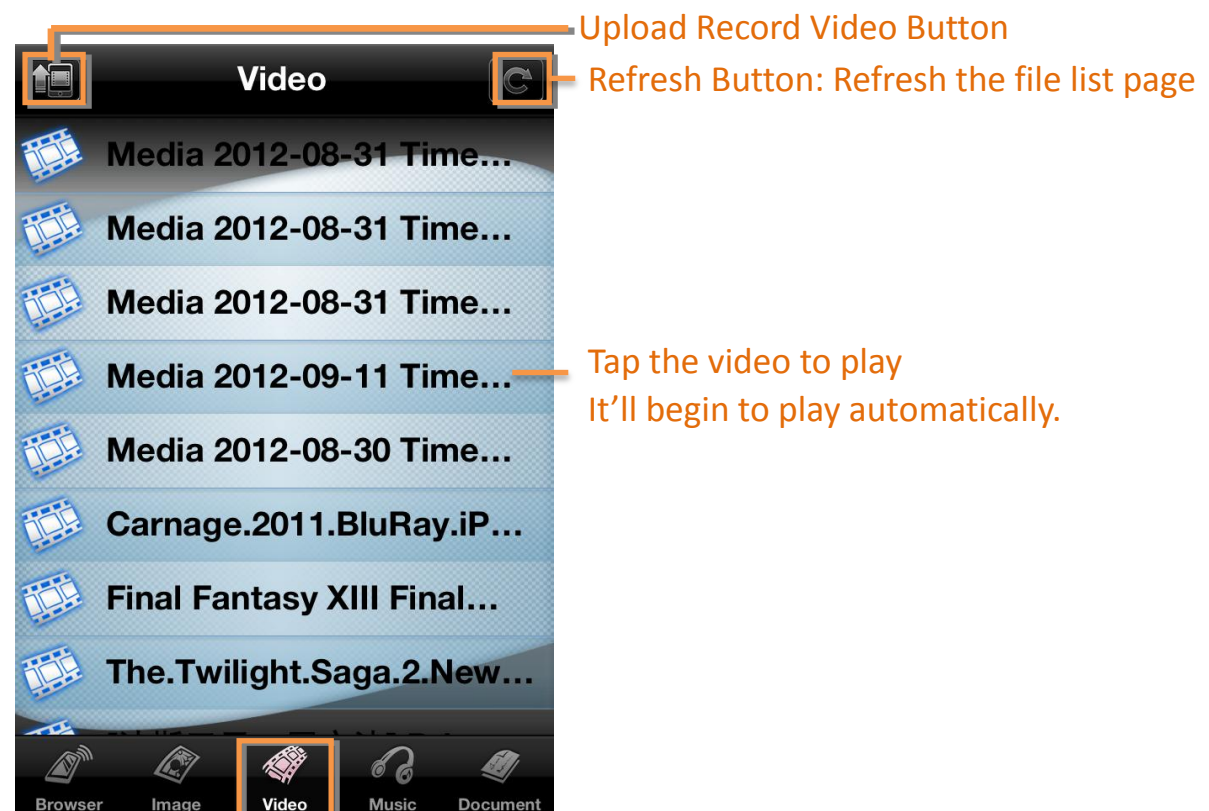 Upload Record Video Button
Video
Refresh Button: Refresh the file list page
Media 2012-08-31 Time...
Media 2012-08-31 Time...
Media 2012-08-31 Time...
Media 2012-09-11 Time...
Tap the video to play
It’ll begin to play automatically.
Media 2012-08-30 Time...
Carnage.2011.BluRay.iP...
Final Fantasy XIII Final...
The.Twilight.Saga.2.New...
Browser Image Video Music Document